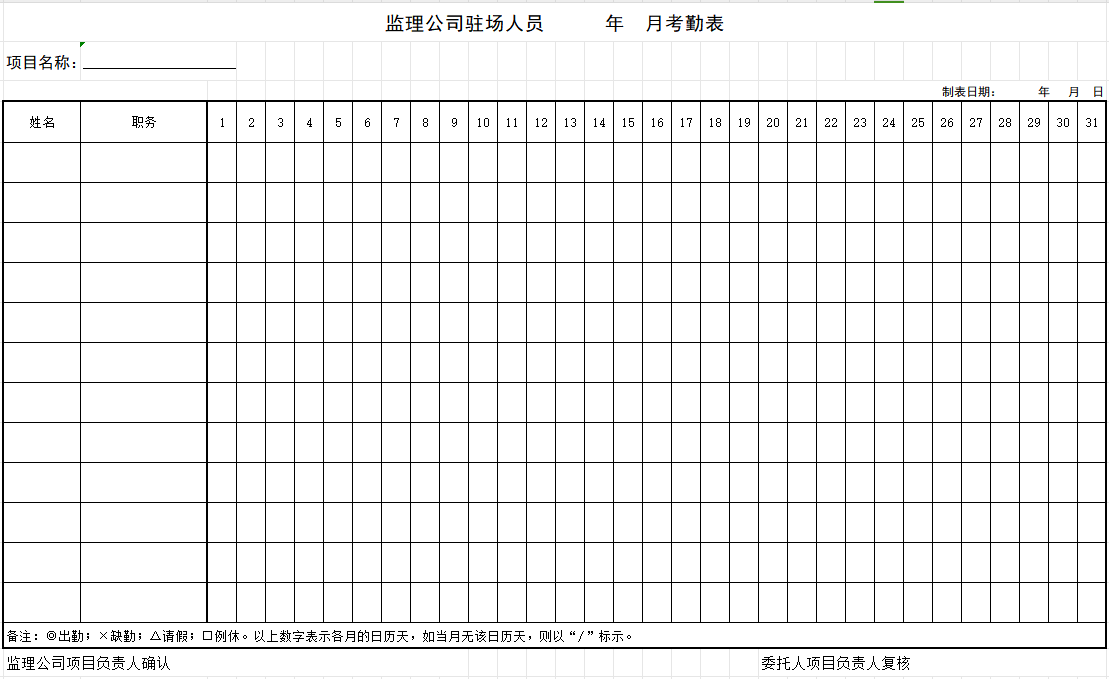 监理公司驻场人员 年 月考勤表
项目名称：
制表日期： 年 月 日
姓名 职务 1 2 3 4 5 6 7 8 9 10 11 12 13 14 15 16 17 18 19 20 21 22 23 24 25 26 27 28 29 30 31
备注：◎出勤；×缺勤；△请假；□例休。以上数字表示各月的日历天，如当月无该日历天，则以“/”标示。
监理公司项目负责人确认 委托人项目负责人复核